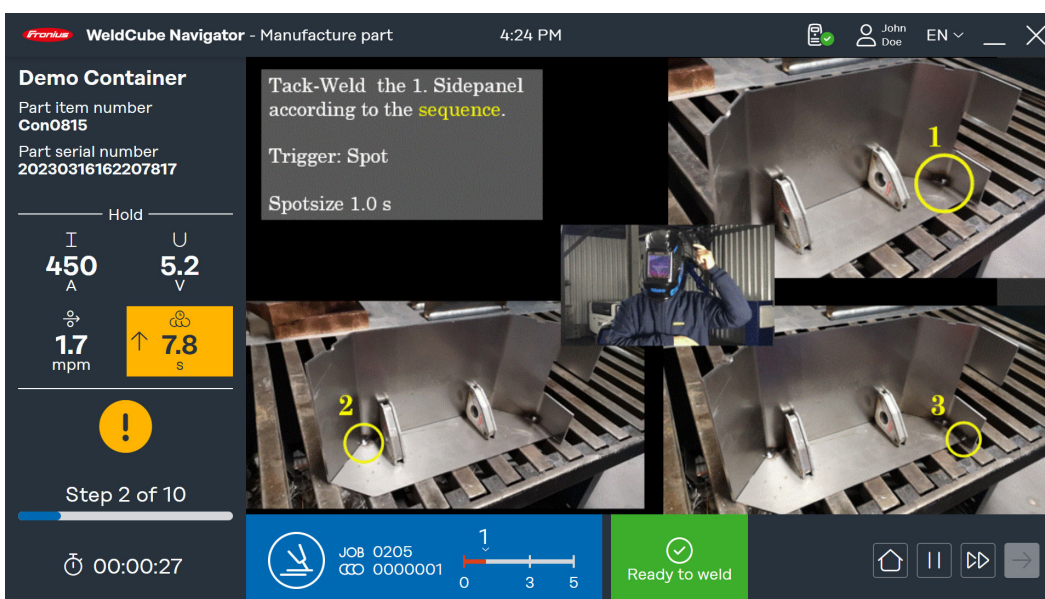 Fronius WeldCube Navigator - Manufacture part 4:24 PM John Doe EN
Demo Container
Part item number
Con0815
Part serial number
20230316162207817
Hold
I U
450 5.2
A V
1.7 7.8
mpm s
!
Step 2 of 10
00:00:27
Tack-Weld the 1. Sidepanel
according to the sequence.
Trigger: Spot
Spotsize 1.0 s
1
2
3
JOB 0205
0000001
1
0 3 5
Ready to weld